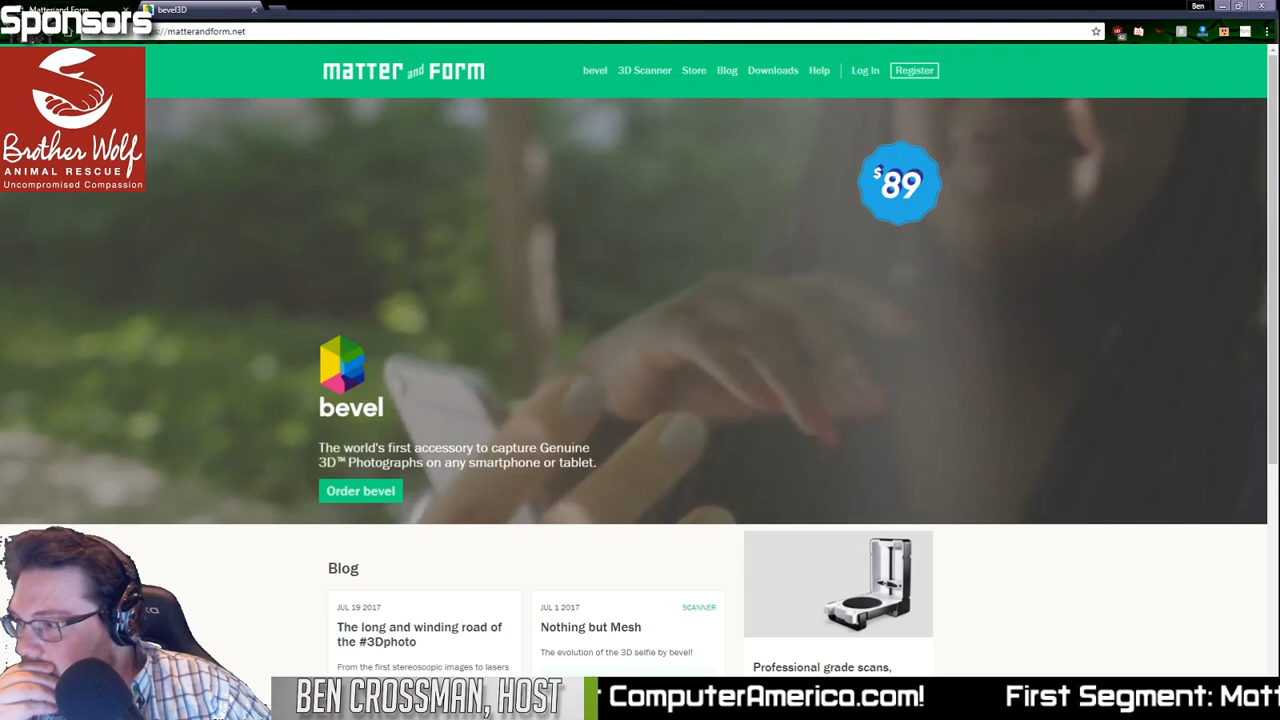 Sponsors
Matter and Form
bevel3D
Ben
matterandform.net
matter and form
bevel
3D Scanner
Store
Blog
Downloads
Help
Log In
Register
Brother Wolf
ANIMAL RESCUE
Uncompromised Compassion
$89
bevel
The world's first accessory to capture Genuine
3D™ Photographs on any smartphone or tablet.
Order bevel
Blog
JUL 19 2017
The long and winding road of
the #3Dphoto
From the first stereoscopic images to lasers
JUL 1 2017
SCANNER
Nothing but Mesh
The evolution of the 3D selfie by bevel!
Professional grade scans,
BEN CROSSMAN, HOST
ComputerAmerica.com!
First Segment: Matt